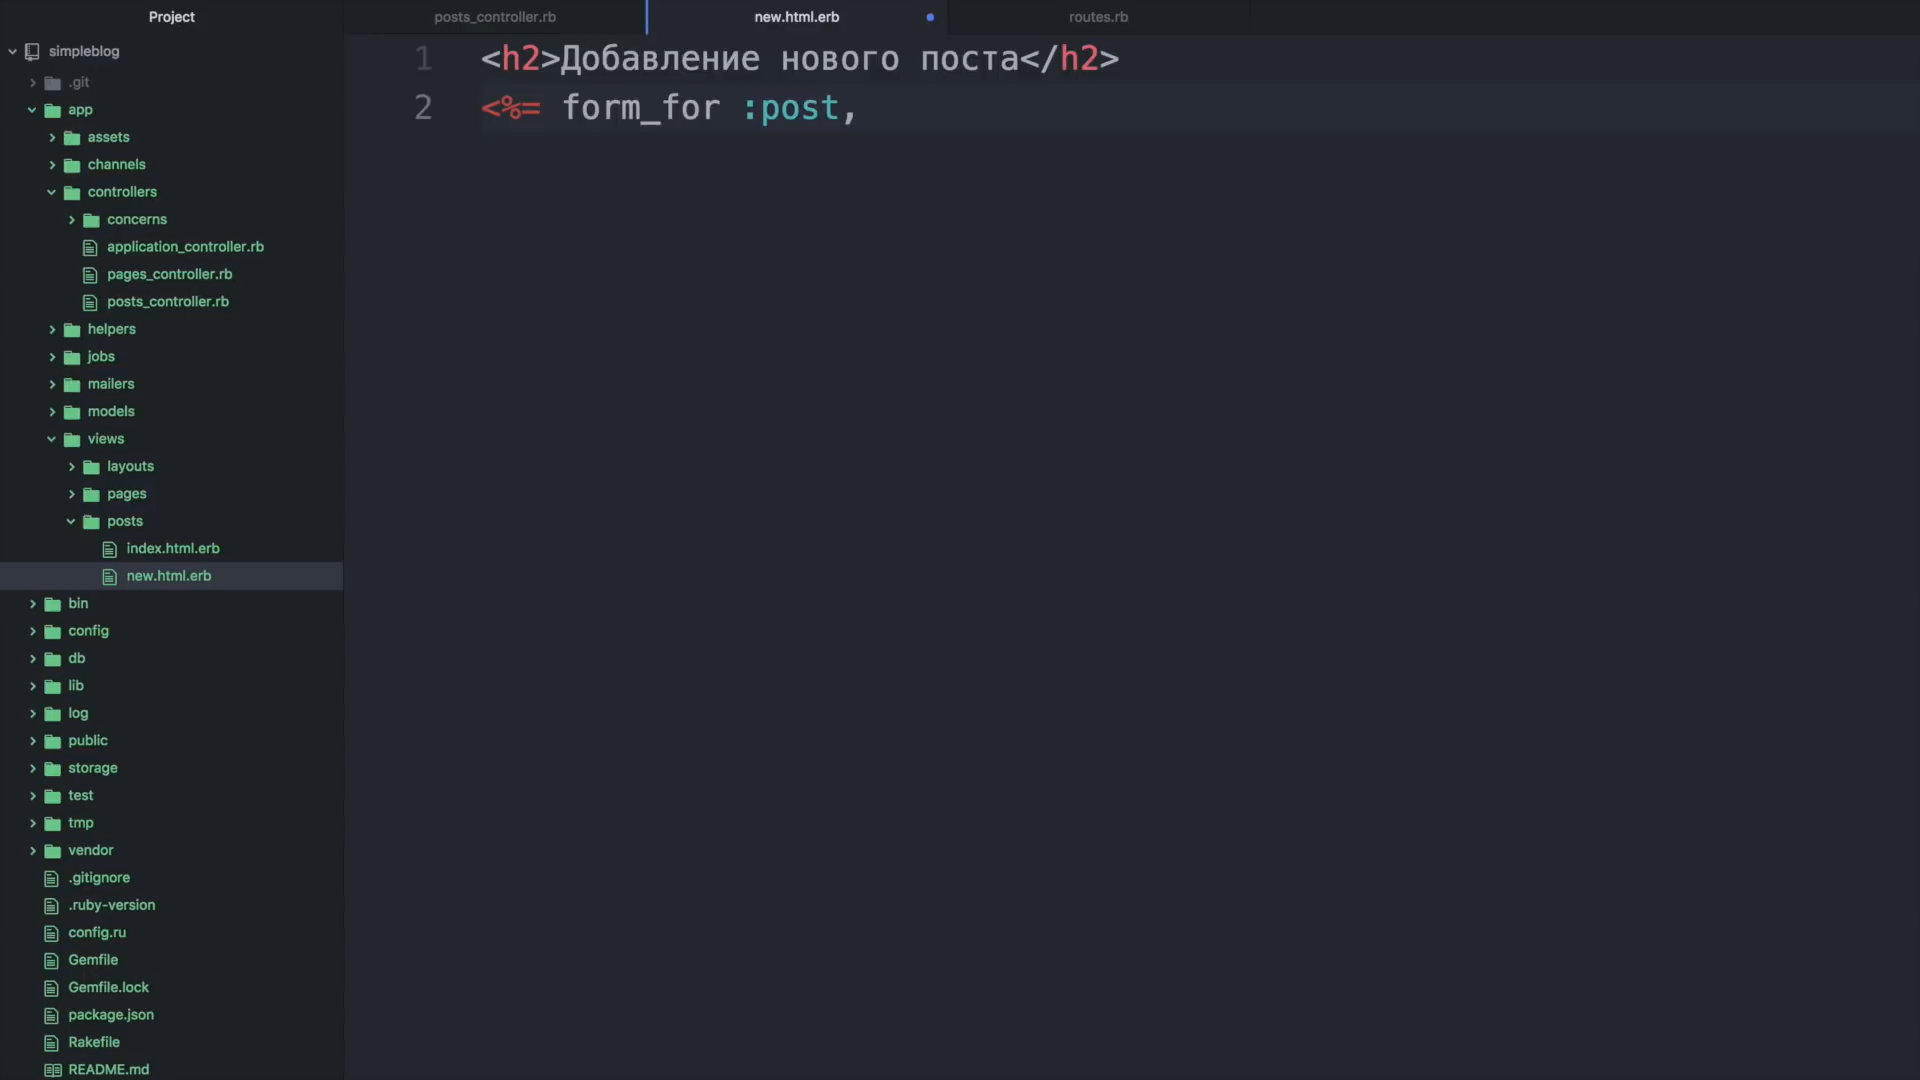 Project
posts_controller.rb
new.html.erb
routes.rb
simpleblog
.git
app
assets
channels
controllers
concerns
application_controller.rb
pages_controller.rb
posts_controller.rb
helpers
jobs
mailers
models
views
layouts
pages
posts
index.html.erb
new.html.erb
bin
config
db
lib
log
public
storage
test
tmp
vendor
.gitignore
.ruby-version
config.ru
Gemfile
Gemfile.lock
package.json
Rakefile
README.md
1 <h2>Добавление нового поста</h2>
2 <%= form_for :post,